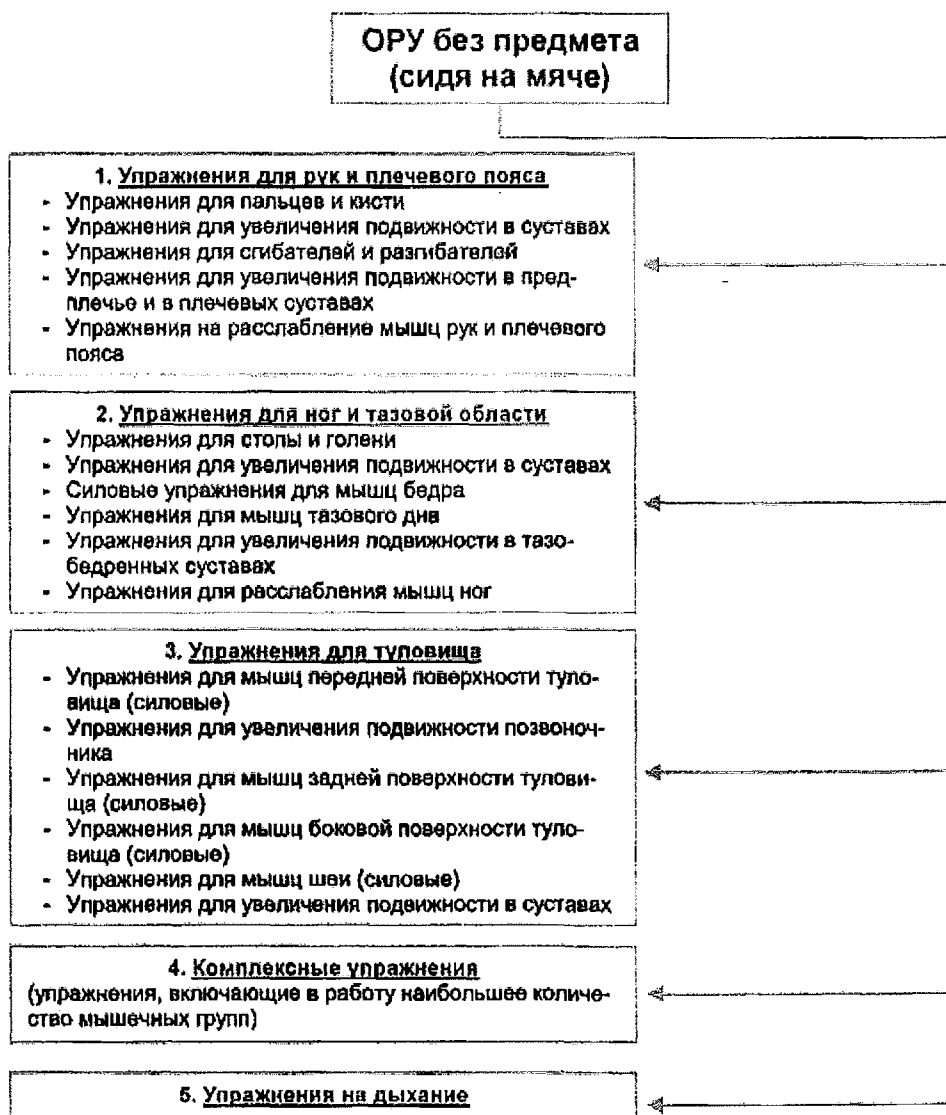 ОРУ без предмета
(сидя на мяче)
1. Упражнения для рук и плечевого пояса
- Упражнения для пальцев и кисти
- Упражнения для увеличения подвижности в суставах
- Упражнения для сгибателей и разгибателей
- Упражнения для увеличения подвижности в пред-
плечье и в плечевых суставах
- Упражнения на расслабление мышц рук и плечевого
пояса
2. Упражнения для ног и тазовой области
- Упражнения для стопы и голени
- Упражнения для увеличения подвижности в суставах
- Силовые упражнения для мышц бедра
- Упражнения для мышц тазового дна
- Упражнения для увеличения подвижности в тазо-
бедренных суставах
- Упражнения для расслабления мышц ног
3. Упражнения для туловища
- Упражнения для мышц передней поверхности туло-
вища (силовые)
- Упражнения для увеличения подвижности позвоноч-
ника
- Упражнения для мышц задней поверхности тулови-
ща (силовые)
- Упражнения для мышц боковой поверхности туло-
вища (силовые)
- Упражнения для мышц шеи (силовые)
- Упражнения для увеличения подвижности в суставах
4. Комплексные упражнения
(упражнения, включающие в работу наибольшее количе-
ство мышечных групп)
5. Упражнения на дыхание